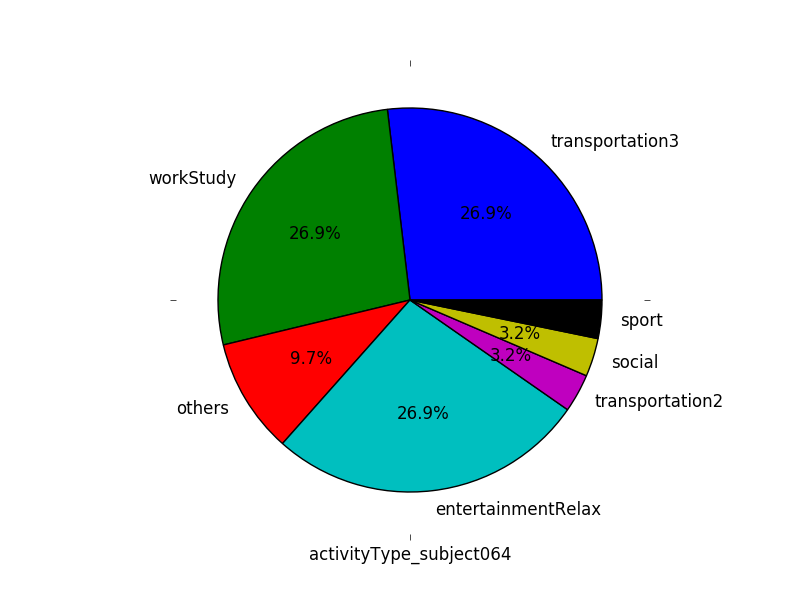 transportation3
workStudy
26.9%
26.9%
sport
3.2%
social
3.2%
9.7%
transportation2
others
26.9%
entertainmentRelax
activityType_subject064